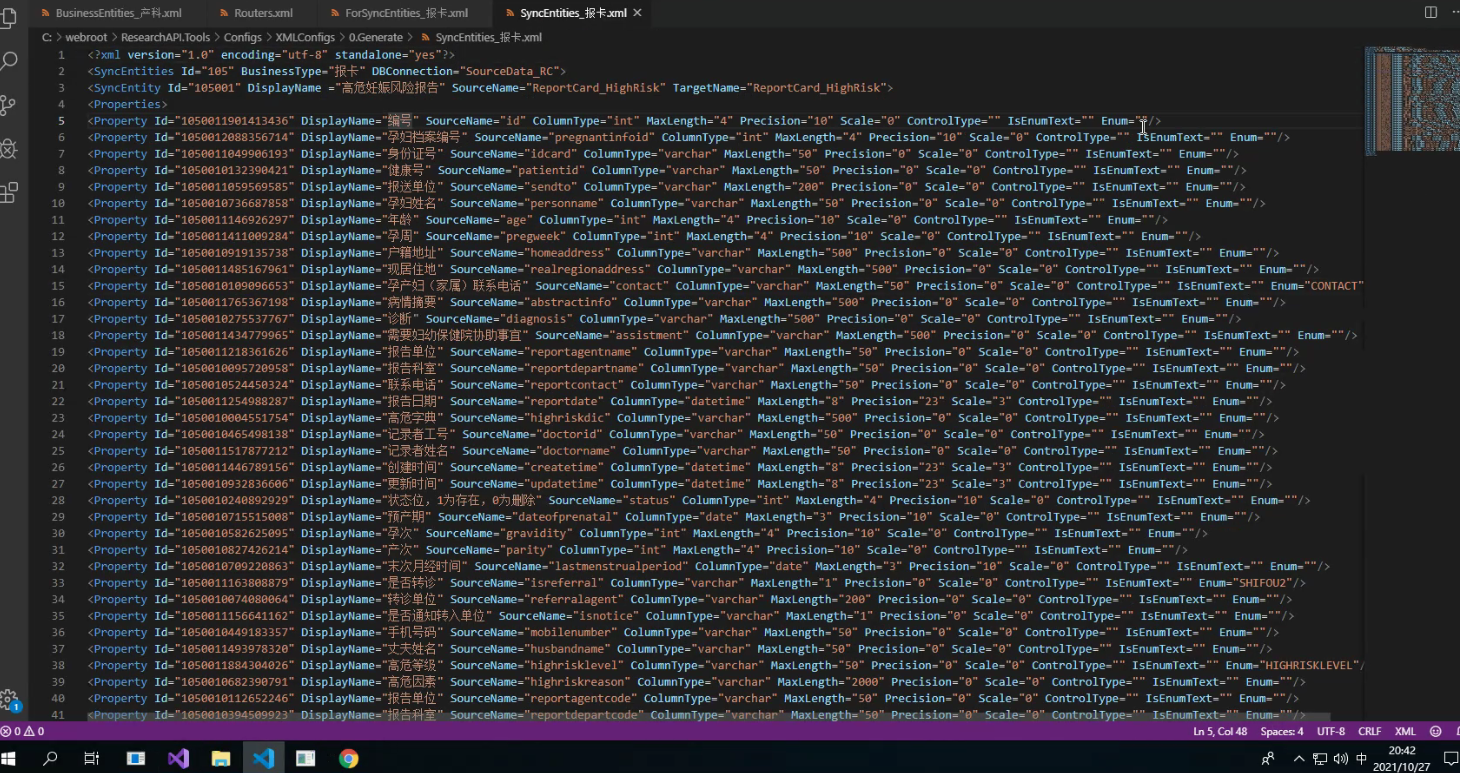 BusinessEntities_产科.xml Routers.xml ForSyncEntities_报卡.xml SyncEntities_报卡.xml
C: > webroot > ResearchAPI.Tools > Configs > XMLConfigs > 0.Generate > SyncEntities_报卡.xml
1 <?xml version="1.0" encoding="utf-8" standalone="yes"?>
2 <SyncEntities Id="105" BusinessType="报卡" DBConnection="SourceData_RC">
3 <SyncEntity Id="105001" DisplayName ="高危妊娠风险报告" SourceName="ReportCard_HighRisk" TargetName="ReportCard_HighRisk">
4 <Properties>
5 <Property Id="1050011901413436" DisplayName="编号" SourceName="id" ColumnType="int" MaxLength="4" Precision="10" Scale="0" ControlType="" IsEnumText="" Enum=""/>
6 <Property Id="1050012088356714" DisplayName="孕妇档案编号" SourceName="pregnantinfoid" ColumnType="int" MaxLength="4" Precision="10" Scale="0" ControlType="" IsEnumText="" Enum=""/>
7 <Property Id="1050011049906193" DisplayName="身份证号" SourceName="idcard" ColumnType="varchar" MaxLength="50" Precision="0" Scale="0" ControlType="" IsEnumText="" Enum=""/>
8 <Property Id="1050010132390421" DisplayName="健康号" SourceName="patientid" ColumnType="varchar" MaxLength="50" Precision="0" Scale="0" ControlType="" IsEnumText="" Enum=""/>
9 <Property Id="1050011059569585" DisplayName="报送单位" SourceName="sendto" ColumnType="varchar" MaxLength="200" Precision="0" Scale="0" ControlType="" IsEnumText="" Enum=""/>
10 <Property Id="1050010736687858" DisplayName="孕妇姓名" SourceName="personname" ColumnType="varchar" MaxLength="50" Precision="0" Scale="0" ControlType="" IsEnumText="" Enum=""/>
11 <Property Id="1050011146926297" DisplayName="年龄" SourceName="age" ColumnType="int" MaxLength="4" Precision="10" Scale="0" ControlType="" IsEnumText="" Enum=""/>
12 <Property Id="1050011411009284" DisplayName="孕周" SourceName="pregweek" ColumnType="int" MaxLength="4" Precision="10" Scale="0" ControlType="" IsEnumText="" Enum=""/>
13 <Property Id="1050010919135738" DisplayName="户籍地址" SourceName="homeaddress" ColumnType="varchar" MaxLength="500" Precision="0" Scale="0" ControlType="" IsEnumText="" Enum=""/>
14 <Property Id="1050011485167961" DisplayName="现居住地" SourceName="realregionaddress" ColumnType="varchar" MaxLength="500" Precision="0" Scale="0" ControlType="" IsEnumText="" Enum=""/>
15 <Property Id="1050010109096653" DisplayName="孕产妇（家属）联系电话" SourceName="contact" ColumnType="varchar" MaxLength="50" Precision="0" Scale="0" ControlType="" IsEnumText="" Enum="CONTACT"
16 <Property Id="1050011765367198" DisplayName="病情摘要" SourceName="abstractinfo" ColumnType="varchar" MaxLength="500" Precision="0" Scale="0" ControlType="" IsEnumText="" Enum=""/>
17 <Property Id="1050010275537767" DisplayName="诊断" SourceName="diagnosis" ColumnType="varchar" MaxLength="500" Precision="0" Scale="0" ControlType="" IsEnumText="" Enum=""/>
18 <Property Id="1050011434779965" DisplayName="需要妇幼保健院协助事宜" SourceName="assistment" ColumnType="varchar" MaxLength="500" Precision="0" Scale="0" ControlType="" IsEnumText="" Enum=""/>
19 <Property Id="1050011218361626" DisplayName="报告单位" SourceName="reportagentname" ColumnType="varchar" MaxLength="50" Precision="0" Scale="0" ControlType="" IsEnumText="" Enum=""/>
20 <Property Id="1050010095720958" DisplayName="报告科室" SourceName="reportdepartname" ColumnType="varchar" MaxLength="50" Precision="0" Scale="0" ControlType="" IsEnumText="" Enum=""/>
21 <Property Id="1050010524450324" DisplayName="联系电话" SourceName="reportcontact" ColumnType="varchar" MaxLength="50" Precision="0" Scale="0" ControlType="" IsEnumText="" Enum=""/>
22 <Property Id="1050011254988287" DisplayName="报告日期" SourceName="reportdate" ColumnType="datetime" MaxLength="8" Precision="23" Scale="3" ControlType="" IsEnumText="" Enum=""/>
23 <Property Id="1050010004551754" DisplayName="高危字典" SourceName="highriskdic" ColumnType="varchar" MaxLength="500" Precision="0" Scale="0" ControlType="" IsEnumText="" Enum=""/>
24 <Property Id="1050010465498138" DisplayName="记录者工号" SourceName="doctorid" ColumnType="varchar" MaxLength="50" Precision="0" Scale="0" ControlType="" IsEnumText="" Enum=""/>
25 <Property Id="1050011517877212" DisplayName="记录者姓名" SourceName="doctorname" ColumnType="varchar" MaxLength="50" Precision="0" Scale="0" ControlType="" IsEnumText="" Enum=""/>
26 <Property Id="1050011446789156" DisplayName="创建时间" SourceName="createtime" ColumnType="datetime" MaxLength="8" Precision="23" Scale="3" ControlType="" IsEnumText="" Enum=""/>
27 <Property Id="1050010932836606" DisplayName="更新时间" SourceName="updatetime" ColumnType="datetime" MaxLength="8" Precision="23" Scale="3" ControlType="" IsEnumText="" Enum=""/>
28 <Property Id="1050010240892929" DisplayName="状态位，1为存在，0为删除" SourceName="status" ColumnType="int" MaxLength="4" Precision="10" Scale="0" ControlType="" IsEnumText="" Enum=""/>
29 <Property Id="1050010715515008" DisplayName="预产期" SourceName="dateofprenatal" ColumnType="date" MaxLength="3" Precision="10" Scale="0" ControlType="" IsEnumText="" Enum=""/>
30 <Property Id="1050010582625095" DisplayName="孕次" SourceName="gravidity" ColumnType="int" MaxLength="4" Precision="10" Scale="0" ControlType="" IsEnumText="" Enum=""/>
31 <Property Id="1050010827426214" DisplayName="产次" SourceName="parity" ColumnType="int" MaxLength="4" Precision="10" Scale="0" ControlType="" IsEnumText="" Enum=""/>
32 <Property Id="1050010709220863" DisplayName="末次月经时间" SourceName="lastmenstrualperiod" ColumnType="date" MaxLength="3" Precision="10" Scale="0" ControlType="" IsEnumText="" Enum=""/>
33 <Property Id="1050011163808879" DisplayName="是否转诊" SourceName="isreferral" ColumnType="varchar" MaxLength="1" Precision="0" Scale="0" ControlType="" IsEnumText="" Enum="SHIFOU2"/>
34 <Property Id="1050010074080064" DisplayName="转诊单位" SourceName="referralagent" ColumnType="varchar" MaxLength="200" Precision="0" Scale="0" ControlType="" IsEnumText="" Enum=""/>
35 <Property Id="1050011156641162" DisplayName="是否通知转入单位" SourceName="isnotice" ColumnType="varchar" MaxLength="1" Precision="0" Scale="0" ControlType="" IsEnumText="" Enum=""/>
36 <Property Id="1050010449183357" DisplayName="手机号码" SourceName="mobilenumber" ColumnType="varchar" MaxLength="50" Precision="0" Scale="0" ControlType="" IsEnumText="" Enum=""/>
37 <Property Id="1050011493978320" DisplayName="丈夫姓名" SourceName="husbandname" ColumnType="varchar" MaxLength="50" Precision="0" Scale="0" ControlType="" IsEnumText="" Enum=""/>
38 <Property Id="1050011884304026" DisplayName="高危等级" SourceName="highrisklevel" ColumnType="varchar" MaxLength="50" Precision="0" Scale="0" ControlType="" IsEnumText="" Enum="HIGHRISKLEVEL"/
39 <Property Id="1050010682390791" DisplayName="高危因素" SourceName="highriskreason" ColumnType="varchar" MaxLength="2000" Precision="0" Scale="0" ControlType="" IsEnumText="" Enum=""/>
40 <Property Id="1050010112652246" DisplayName="报告单位" SourceName="reportagentcode" ColumnType="varchar" MaxLength="50" Precision="0" Scale="0" ControlType="" IsEnumText="" Enum=""/>
41 <Property Id="1050010394509923" DisplayName="报告科室" SourceName="reportdepartcode" ColumnType="varchar" MaxLength="50" Precision="0" Scale="0" ControlType="" IsEnumText="" Enum=""/>
1
0 0 Ln 5, Col 48 Spaces: 4 UTF-8 CRLF XML
中 20:42
2021/10/27